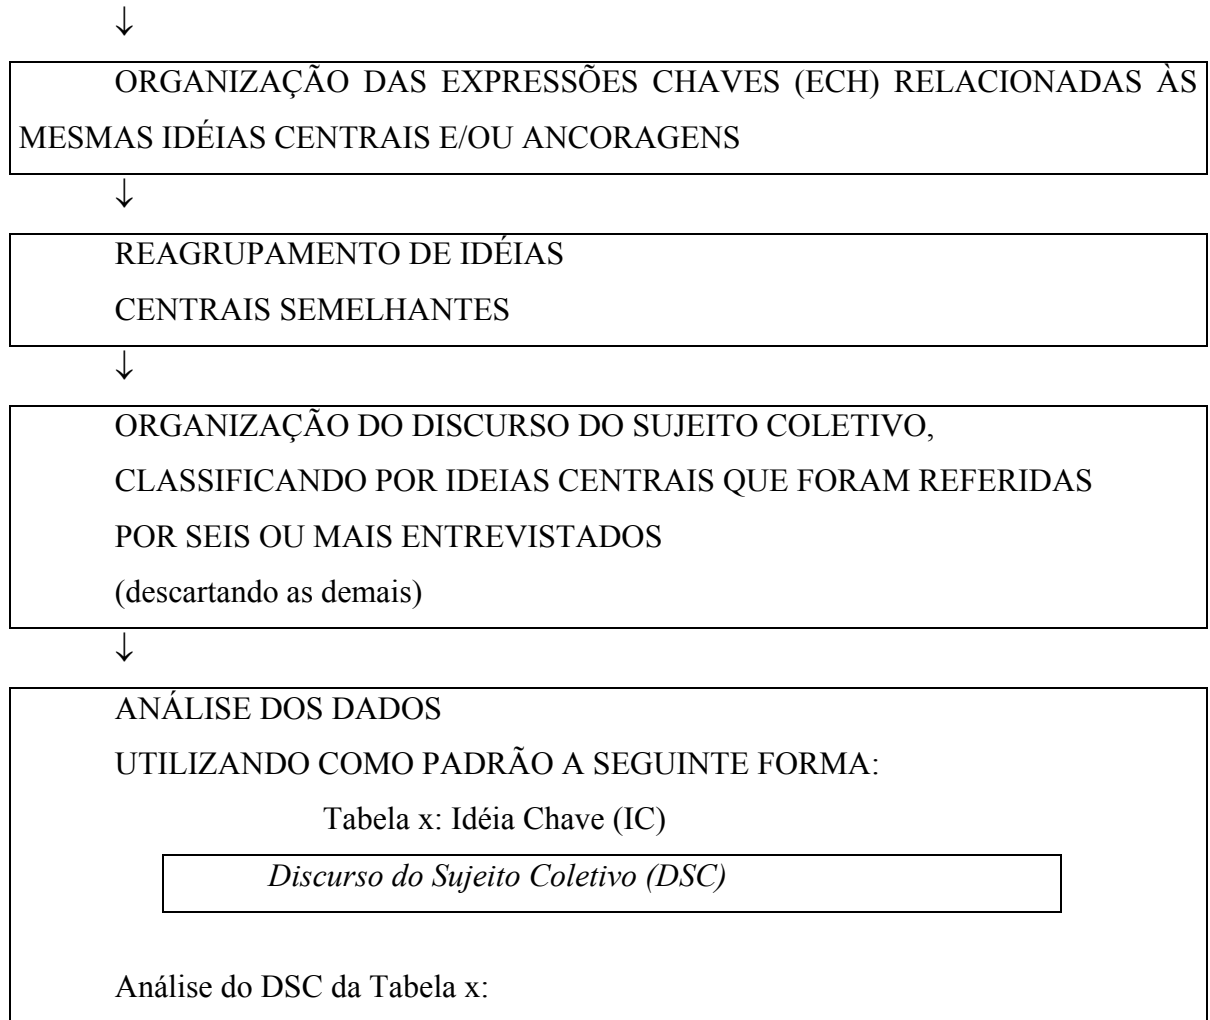 ↓
ORGANIZAÇÃO DAS EXPRESSÕES CHAVES (ECH) RELACIONADAS ÀS
MESMAS IDÉIAS CENTRAIS E/OU ANCORAGENS
↓
REAGRUPAMENTO DE IDÉIAS
CENTRAIS SEMELHANTES
↓
ORGANIZAÇÃO DO DISCURSO DO SUJEITO COLETIVO,
CLASSIFICANDO POR IDEIAS CENTRAIS QUE FORAM REFERIDAS
POR SEIS OU MAIS ENTREVISTADOS
(descartando as demais)
↓
ANÁLISE DOS DADOS
UTILIZANDO COMO PADRÃO A SEGUINTE FORMA:
Tabela x: Idéia Chave (IC)
Discurso do Sujeito Coletivo (DSC)
Análise do DSC da Tabela x: